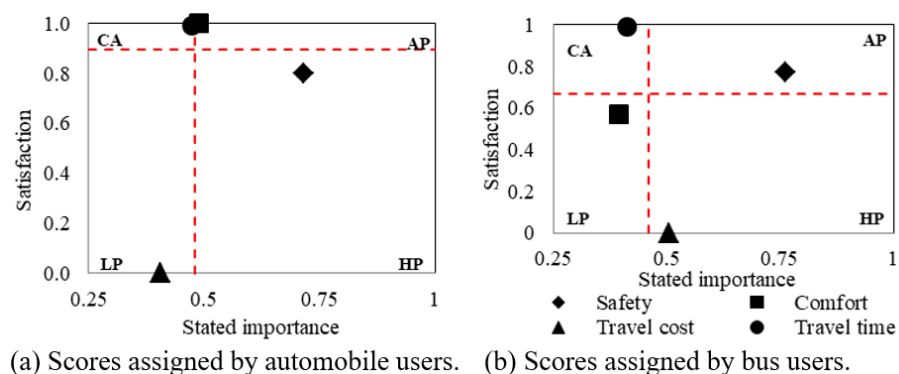 1.0
0.8
0.6
0.4
0.2
0.0
Satisfaction
CA
AP
LP
HP
0.25
0.5
0.75
1
Stated importance
(a) Scores assigned by automobile users.
1
0.8
0.6
0.4
0.2
0
Satisfaction
CA
AP
LP
HP
0.25
0.5
0.75
1
Stated importance
Safety
Comfort
Travel cost
Travel time
(b) Scores assigned by bus users.